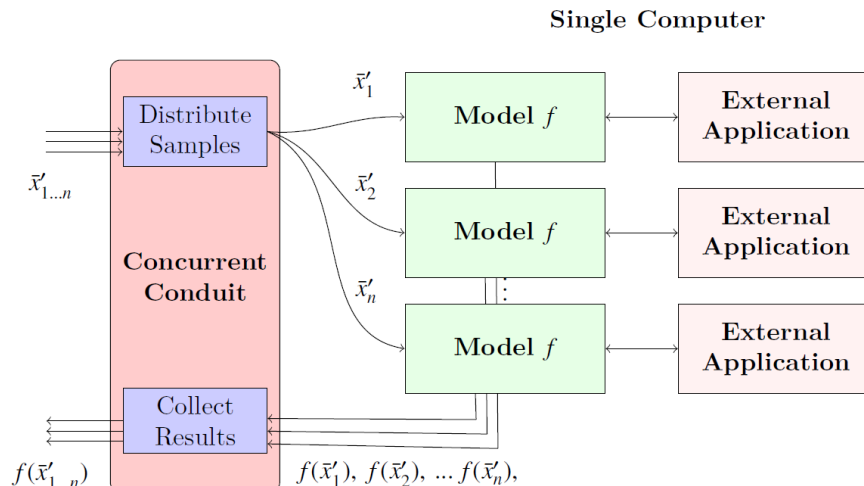 Single Computer
Distribute
Samples
x̄′₁
Model f
External
Application
x̄′₁...ₙ
x̄′₂
Model f
External
Application
Concurrent
Conduit
x̄′ₙ
⋮
Model f
External
Application
Collect
Results
f(x̄′₁...ₙ)
f(x̄′₁), f(x̄′₂), ... f(x̄′ₙ),